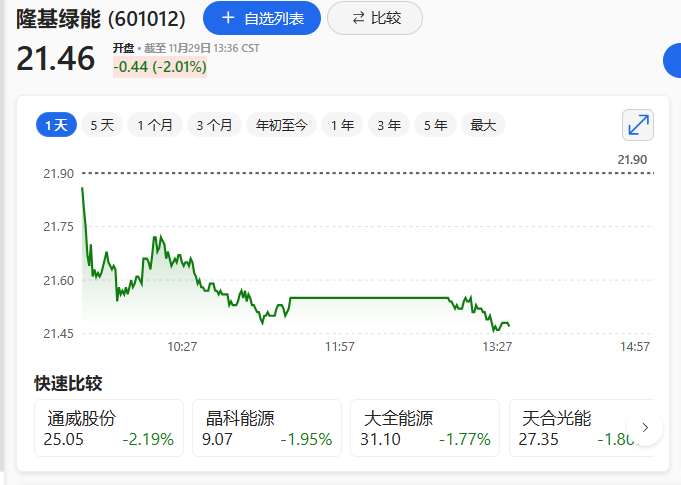 隆基绿能 (601012)
+ 自选列表
比较
21.46
开盘 • 截至 11月29日 13:36 CST
-0.44 (-2.01%)
1 天
5 天
1 个月
3 个月
年初至今
1 年
3 年
5 年
最大
21.90
21.90
21.75
21.60
21.45
10:27
11:57
13:27
14:57
快速比较
通威股份
25.05
-2.19%
晶科能源
9.07
-1.95%
大全能源
31.10
-1.77%
天合光能
27.35